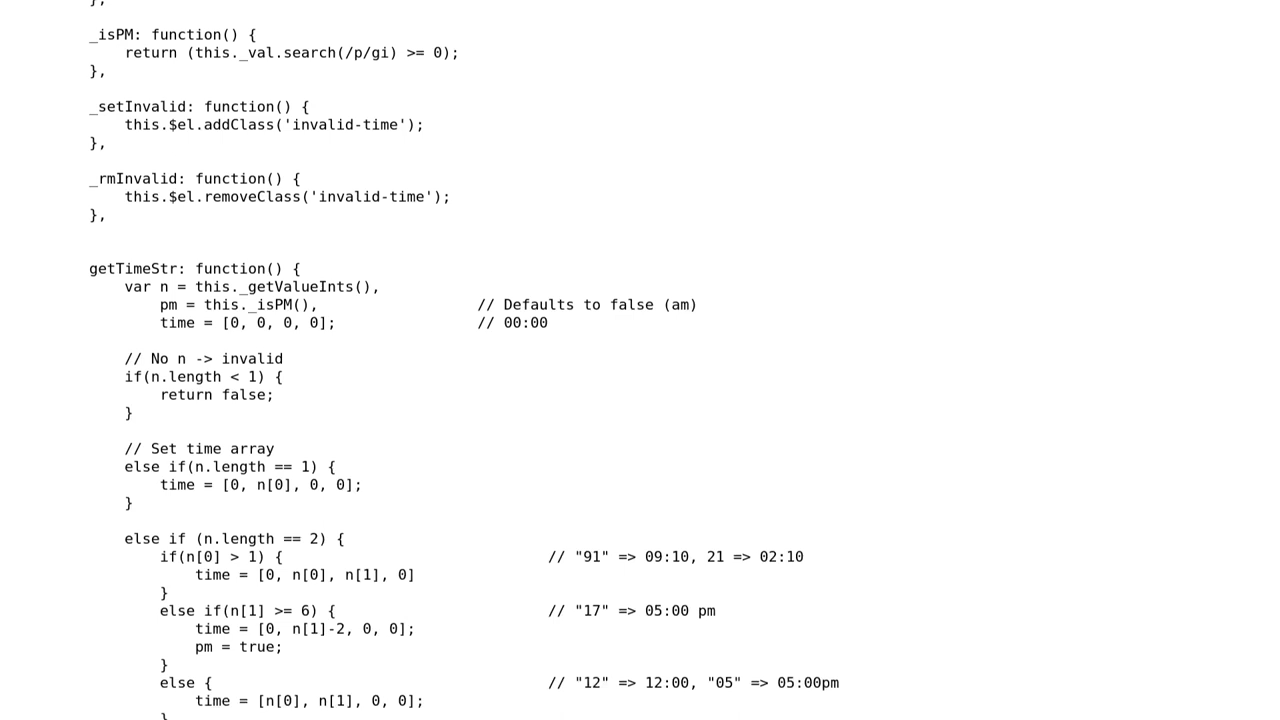 },
_isPM: function() {
return (this._val.search(/p/gi) >= 0);
},
_setInvalid: function() {
this.$el.addClass('invalid-time');
},
_rmInvalid: function() {
this.$el.removeClass('invalid-time');
},
getTimeStr: function() {
var n = this._getValueInts(),
pm = this._isPM(), // Defaults to false (am)
time = [0, 0, 0, 0]; // 00:00
// No n -> invalid
if(n.length < 1) {
return false;
}
// Set time array
else if(n.length == 1) {
time = [0, n[0], 0, 0];
}
else if (n.length == 2) {
if(n[0] > 1) { // "91" => 09:10, 21 => 02:10
time = [0, n[0], n[1], 0]
}
else if(n[1] >= 6) { // "17" => 05:00 pm
time = [0, n[1]-2, 0, 0];
pm = true;
}
else { // "12" => 12:00, "05" => 05:00pm
time = [n[0], n[1], 0, 0];
}